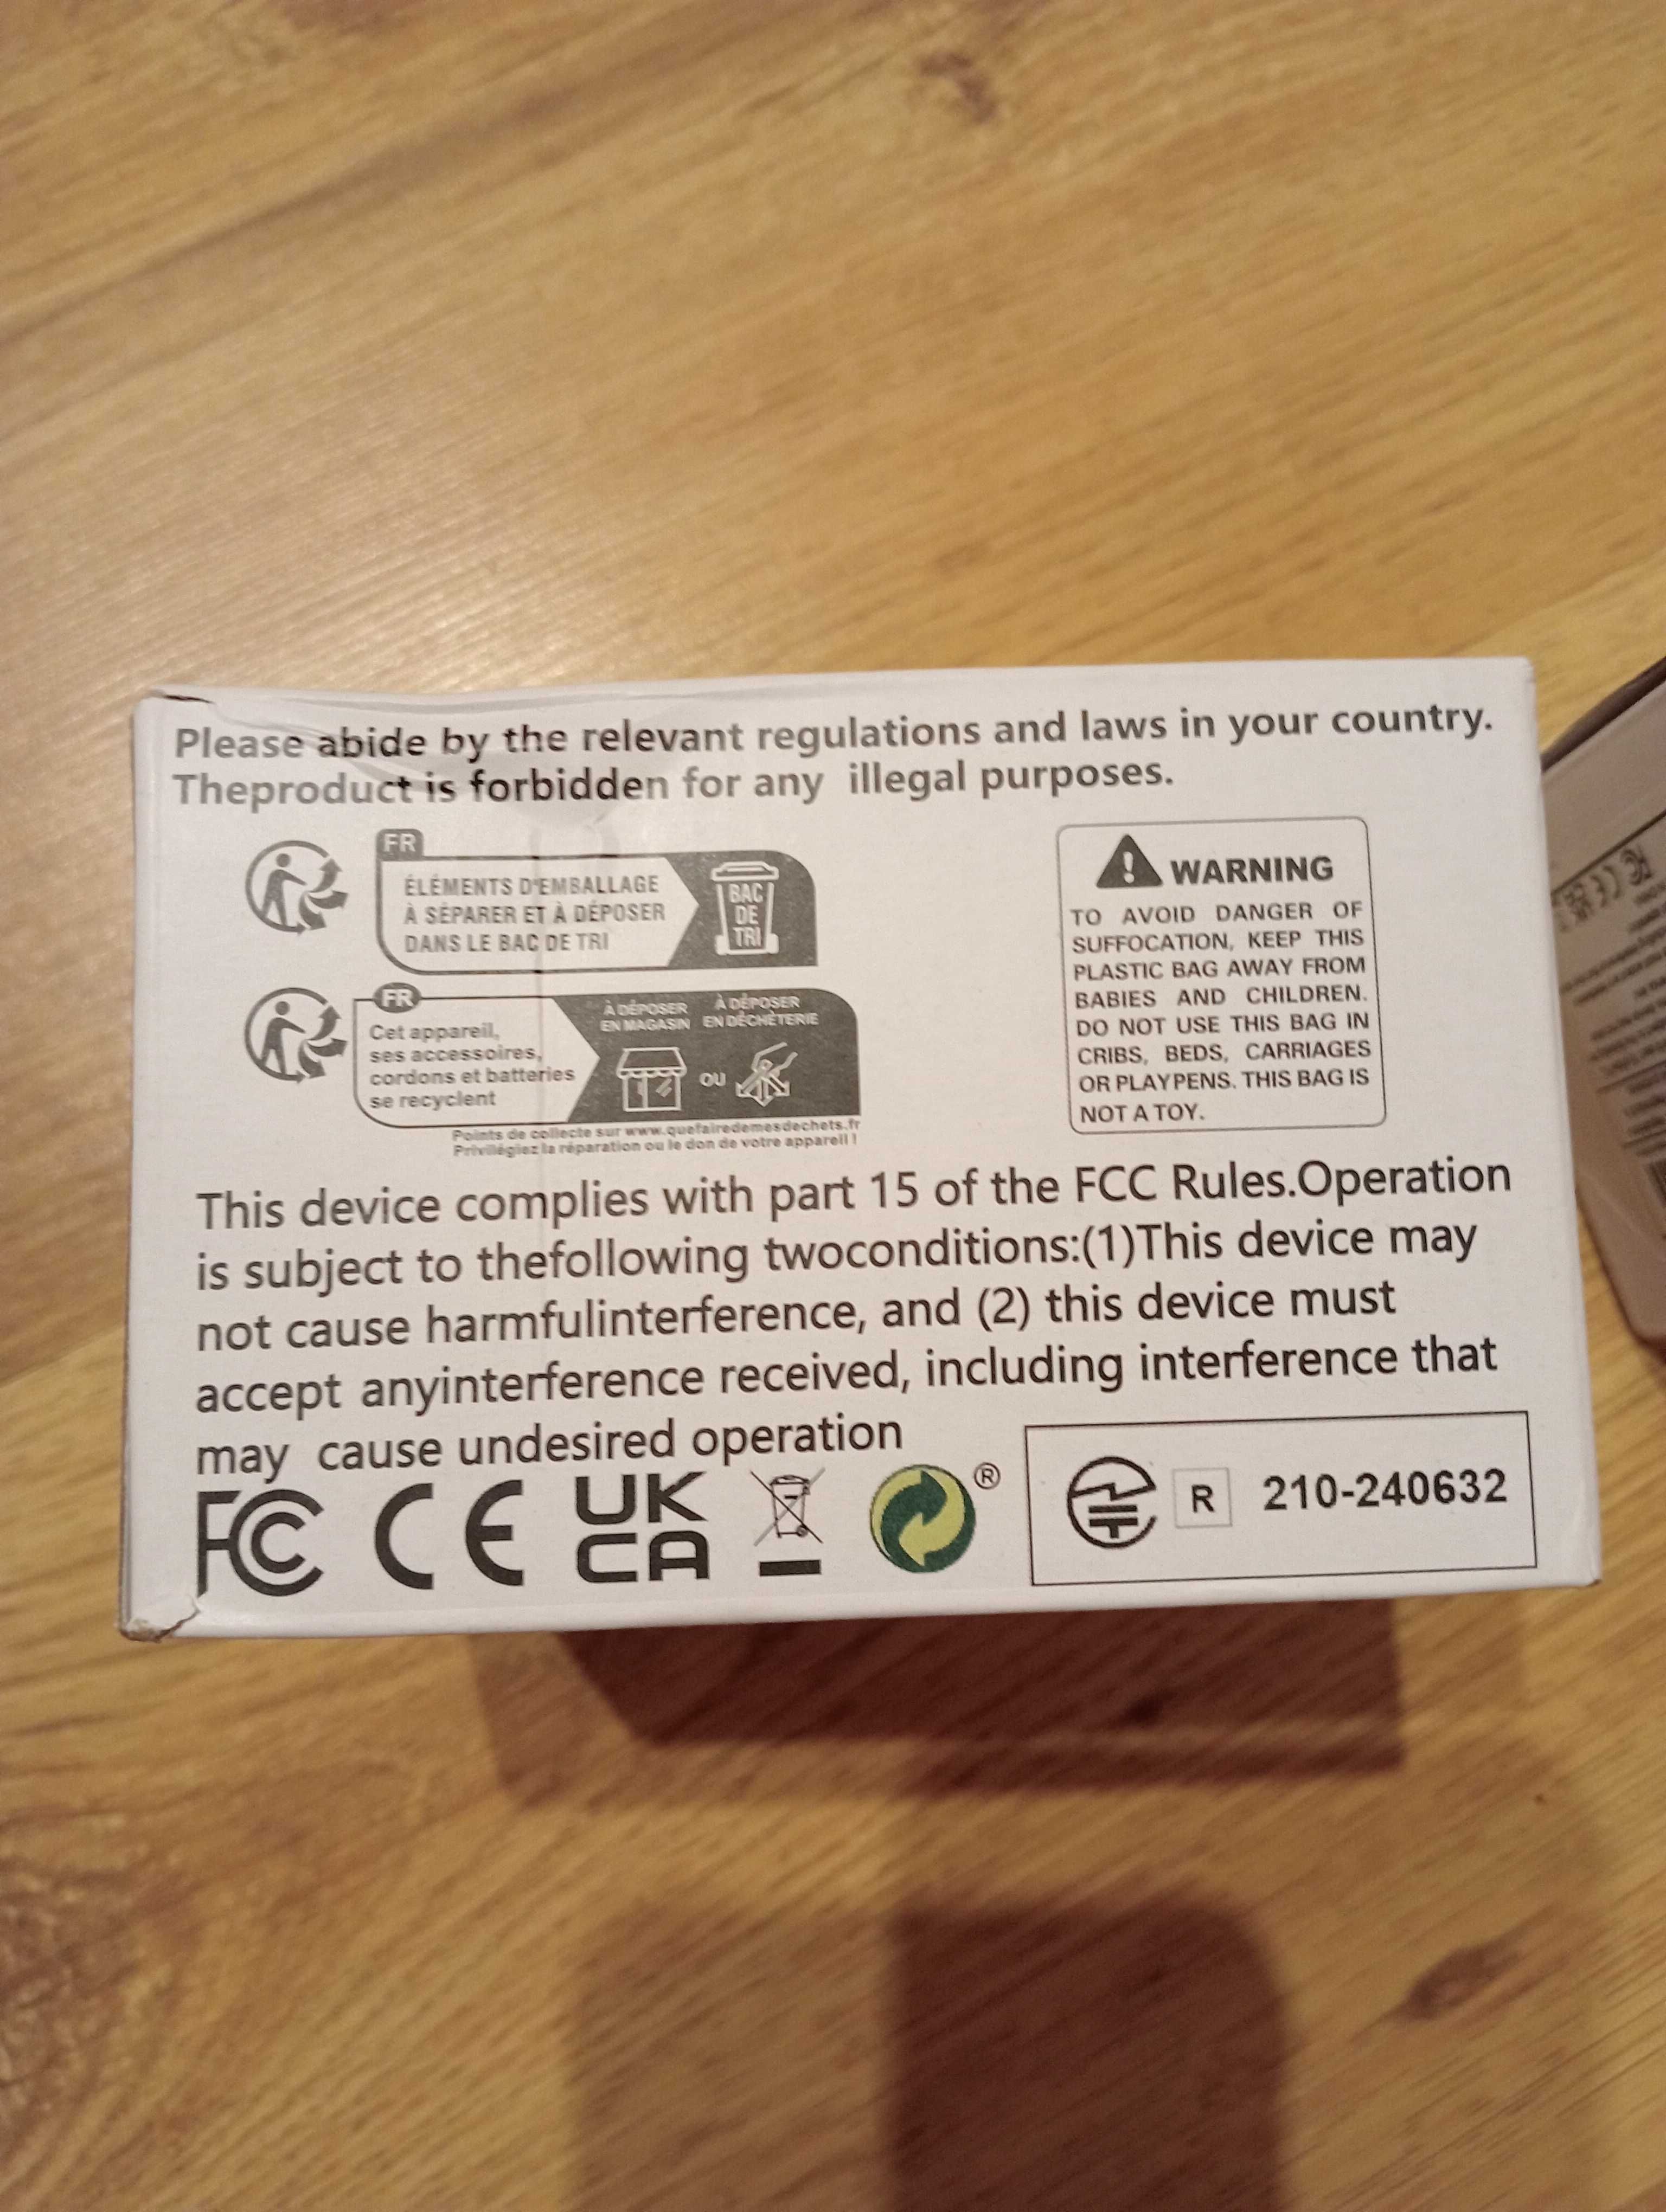 Please abide by the relevant regulations and laws in your country.
Theproduct is forbidden for any illegal purposes.
FR
ÉLÉMENTS D'EMBALLAGE
À SÉPARER ET À DÉPOSER
DANS LE BAC DE TRI
BAC
DE
TRI
FR
Cet appareil,
ses accessoires,
cordons et batteries
se recyclent
À DÉPOSER
EN MAGASIN
OU
À DÉPOSER
EN DÉCHÈTERIE
Points de collecte sur www.quefairedemesdechets.fr
Privilégiez la réparation ou le don de votre appareil !
WARNING
TO AVOID DANGER OF
SUFFOCATION, KEEP THIS
PLASTIC BAG AWAY FROM
BABIES AND CHILDREN.
DO NOT USE THIS BAG IN
CRIBS, BEDS, CARRIAGES
OR PLAYPENS. THIS BAG IS
NOT A TOY.
This device complies with part 15 of the FCC Rules.Operation
is subject to thefollowing twoconditions:(1)This device may
not cause harmfulinterference, and (2) this device must
accept anyinterference received, including interference that
may cause undesired operation
FC CE UK
CA
®
R 210-240632